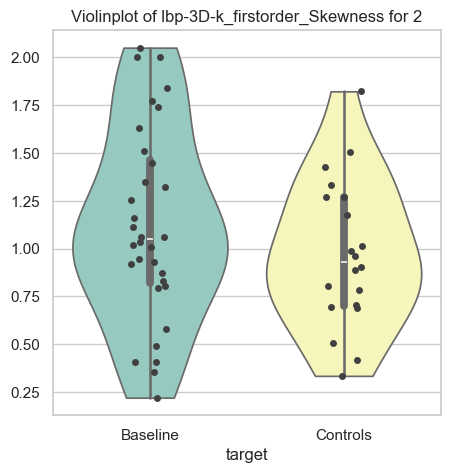 Violinplot of lbp-3D-k_firstorder_Skewness for 2
2.00
1.75
1.50
1.25
1.00
0.75
0.50
0.25
Baseline Controls
target